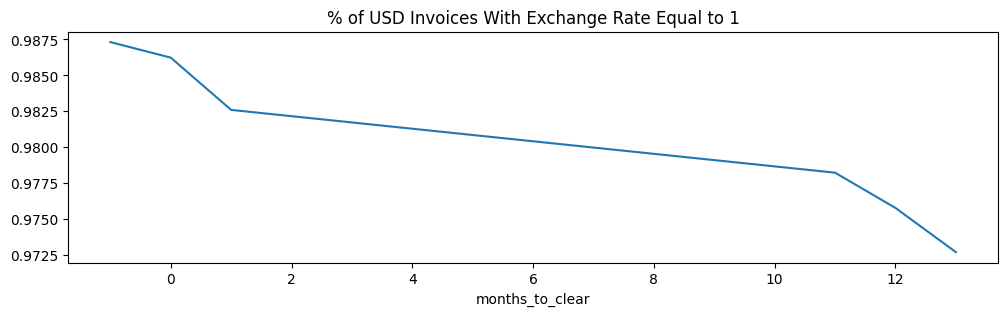 % of USD Invoices With Exchange Rate Equal to 1
0.9875
0.9850
0.9825
0.9800
0.9775
0.9750
0.9725
0 2 4 6 8 10 12
months_to_clear